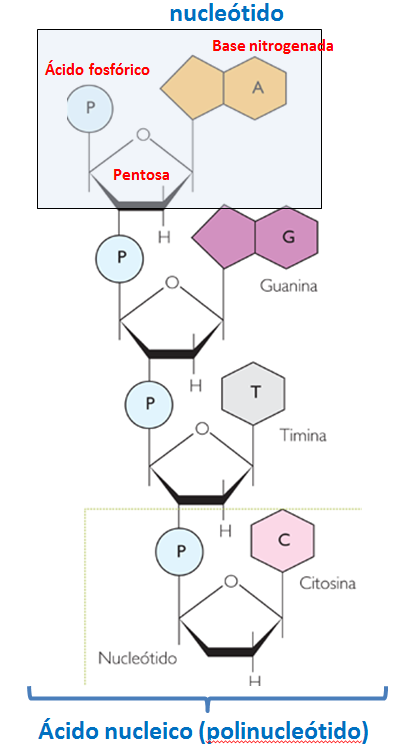 nucleótido
Base nitrogenada
Ácido fosfórico
P
A
O
Pentosa
H
P
G
Guanina
O
H
P
T
O
Timina
H
P
C
O
Citosina
Nucleótido
H
Ácido nucleico (polinucleótido)